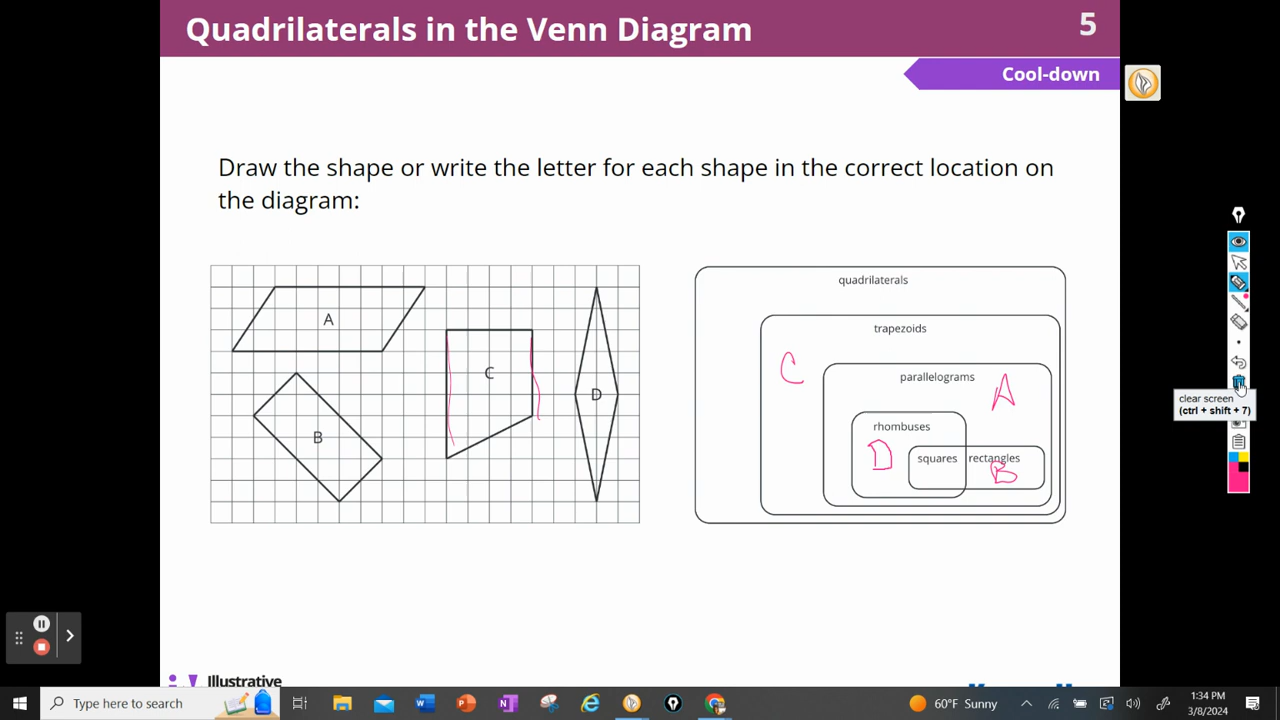 Quadrilaterals in the Venn Diagram
5
Cool-down
Draw the shape or write the letter for each shape in the correct location on
the diagram:
A
B
C
D
quadrilaterals
trapezoids
C
parallelograms
A
rhombuses
D
squares
rectangles
B
clear screen
(ctrl + shift + 7)
Illustrative
Type here to search
60°F Sunny
1:34 PM
3/8/2024